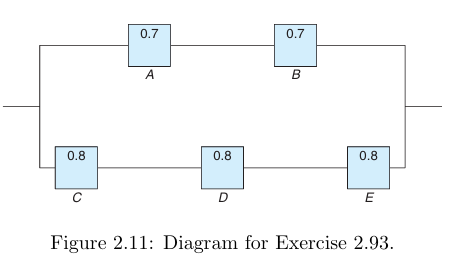 0.7 0.7
A B
0.8 0.8 0.8
C D E
Figure 2.11: Diagram for Exercise 2.93.